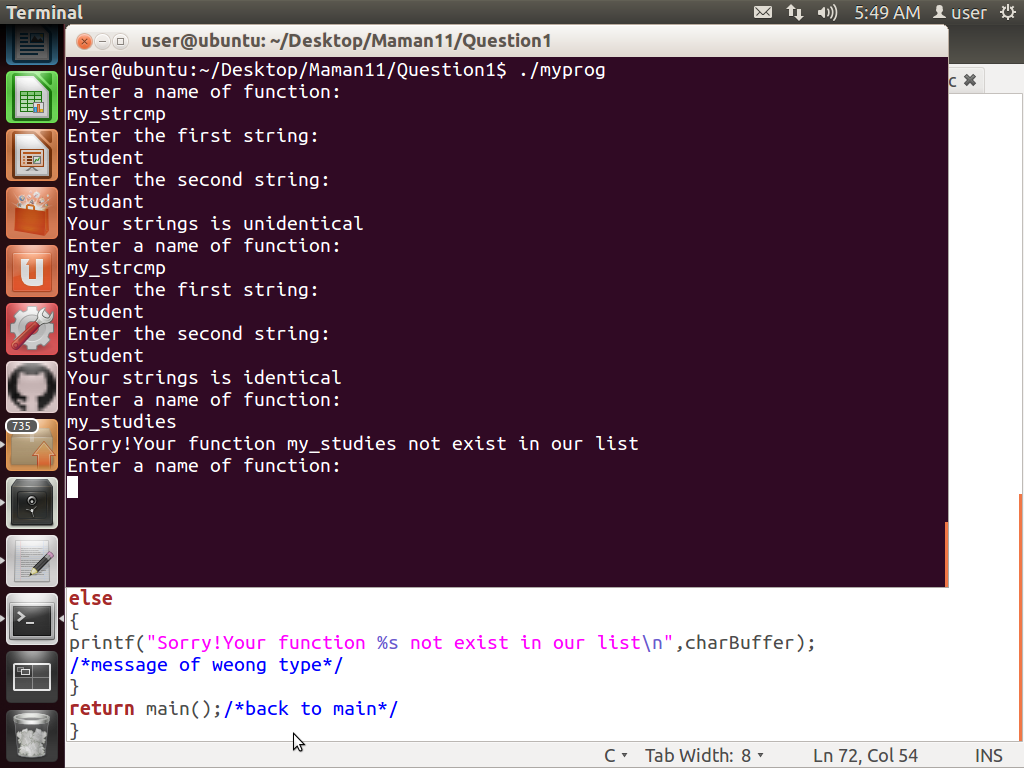 Terminal
5:49 AM
user
user@ubuntu: ~/Desktop/Maman11/Question1
c
user@ubuntu:~/Desktop/Maman11/Question1$ ./myprog
Enter a name of function:
my_strcmp
Enter the first string:
student
Enter the second string:
studant
Your strings is unidentical
Enter a name of function:
my_strcmp
Enter the first string:
student
Enter the second string:
student
Your strings is identical
Enter a name of function:
my_studies
Sorry!Your function my_studies not exist in our list
Enter a name of function:
735
else
{
printf("Sorry!Your function %s not exist in our list\n",charBuffer);
/*message of weong type*/
}
return main();/*back to main*/
}
C
Tab Width: 8
Ln 72, Col 54
INS